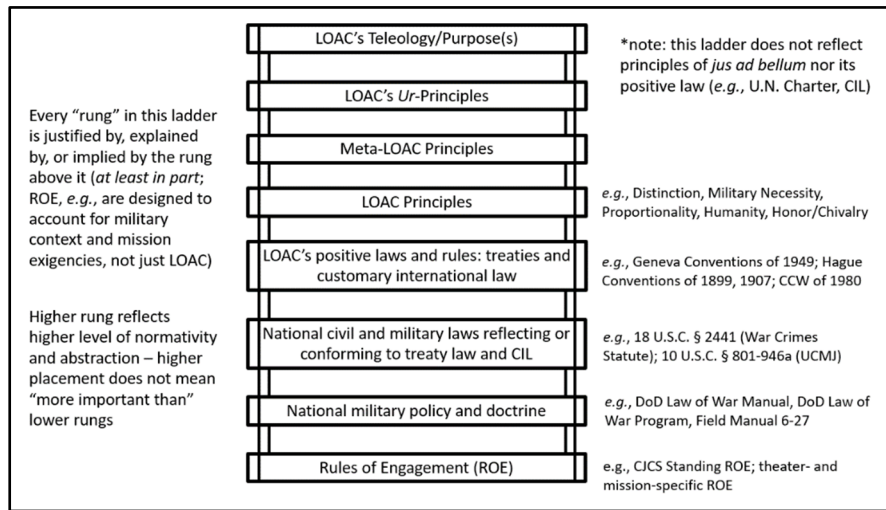 LOAC's Teleology/Purpose(s)
*note: this ladder does not reflect
principles of jus ad bellum nor its
positive law (e.g., U.N. Charter, CIL)
LOAC's Ur-Principles
Every “rung” in this ladder
is justified by, explained
by, or implied by the rung
above it (at least in part;
ROE, e.g., are designed to
account for military
context and mission
exigencies, not just LOAC)
Meta-LOAC Principles
LOAC Principles
e.g., Distinction, Military Necessity,
Proportionality, Humanity, Honor/Chivalry
LOAC's positive laws and rules: treaties and
customary international law
e.g., Geneva Conventions of 1949; Hague
Conventions of 1899, 1907; CCW of 1980
Higher rung reflects
higher level of normativity
and abstraction – higher
placement does not mean
“more important than”
lower rungs
National civil and military laws reflecting or
conforming to treaty law and CIL
e.g., 18 U.S.C. § 2441 (War Crimes
Statute); 10 U.S.C. § 801-946a (UCMJ)
National military policy and doctrine
e.g., DoD Law of War Manual, DoD Law of
War Program, Field Manual 6-27
Rules of Engagement (ROE)
e.g., CJCS Standing ROE; theater- and
mission-specific ROE